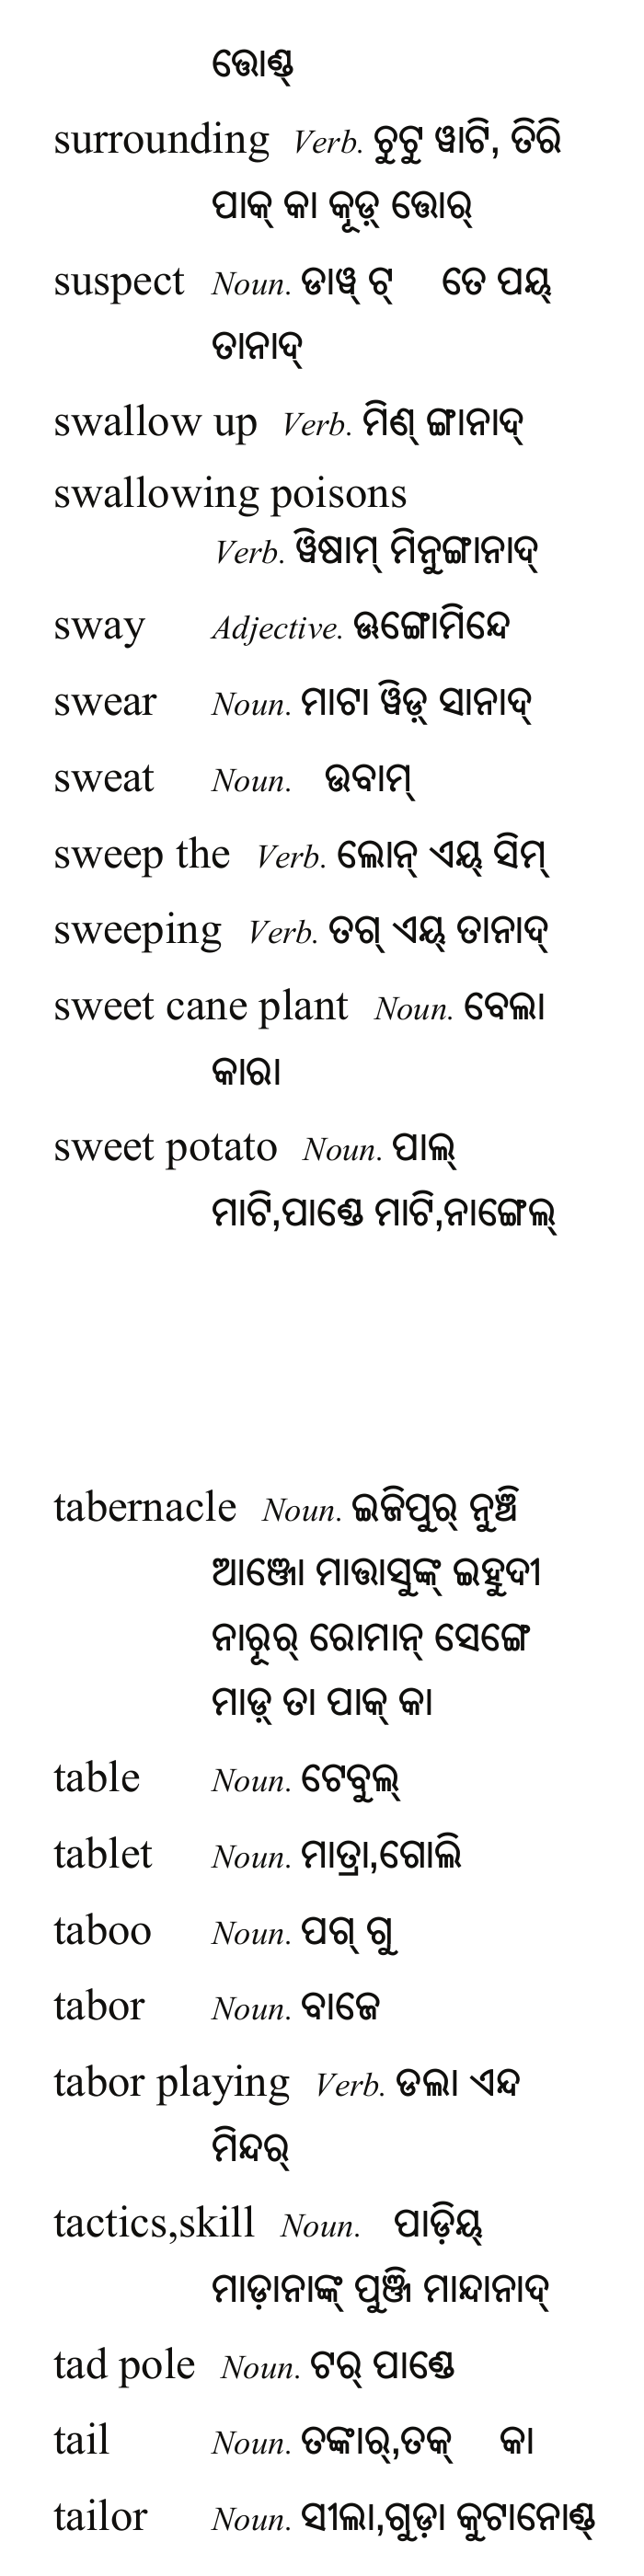 ତ୍ତୋଣ୍ଡ୍
surrounding Verb. ଚୁଟୁ ୱାଟି, ତିରି
ପାକ୍ କା କୂଡ଼୍ ତ୍ତୋର୍
suspect Noun. ଡାୱ୍ ଟ୍ ତେ ପୟ୍
ତାନାଦ୍
swallow up Verb. ମିଣ୍ ଙ୍ଗାନାଦ୍
swallowing poisons
Verb. ୱିଷାମ୍ ମିନୁଙ୍ଗାନାଦ୍
sway Adjective. ଊଙ୍ଗୋମିନ୍ଦେ
swear Noun. ମାଟା ୱିଡ଼୍ ସାନାଦ୍
sweat Noun. ଉବାମ୍
sweep the Verb. ଲୋନ୍ ଏୟ୍ ସିମ୍
sweeping Verb. ତଗ୍ ଏୟ୍ ତାନାଦ୍
sweet cane plant Noun. ବେଲା
କାରା
sweet potato Noun. ପାଲ୍
ମାଟି,ପାଣ୍ଡେ ମାଟି,ନାଙ୍ଗେଲ୍
tabernacle Noun. ଇଜିପୁର୍ ନୁଞ୍ଚି
ଆଞ୍ଜୋ ମାତ୍ତାସୁଙ୍କ୍ ଇହୁଦୀ
ନାରୂର୍ ରୋମାନ୍ ସେଙ୍ଗେ
ମାଡ଼୍ ତା ପାକ୍ କା
table Noun. ଟେବୁଲ୍
tablet Noun. ମାତ୍ରା,ଗୋଲି
taboo Noun. ପଗ୍ ଗୁ
tabor Noun. ବାଜେ
tabor playing Verb. ଡଲା ଏନ୍ଦ
ମିନ୍ଦର୍
tactics,skill Noun. ପାଡ଼ିୟ୍
ମାଡ଼ାନାଙ୍କ୍ ପୁଞ୍ଜି ମାନ୍ଦାନାଦ୍
tad pole Noun. ଟର୍ ପାଣ୍ଡେ
tail Noun. ତଙ୍କାର୍,ତକ୍ କା
tailor Noun. ସୀଲା,ଗୁଡ଼ା କୁଟାନୋଣ୍ଡ୍